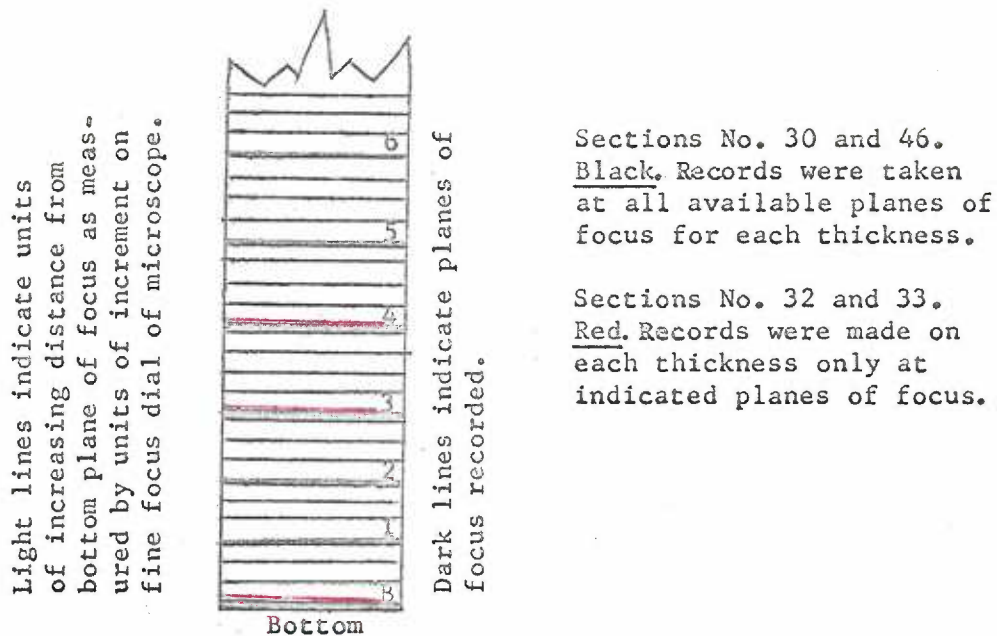 Light lines indicate units
of increasing distance from
bottom plane of focus as meas-
ured by units of increment on
fine focus dial of microscope.
6
5
4
3
2
1
B
Bottom
Dark lines indicate planes of
focus recorded.
Sections No. 30 and 46.
Black. Records were taken
at all available planes of
focus for each thickness.
Sections No. 32 and 33.
Red. Records were made on
each thickness only at
indicated planes of focus.